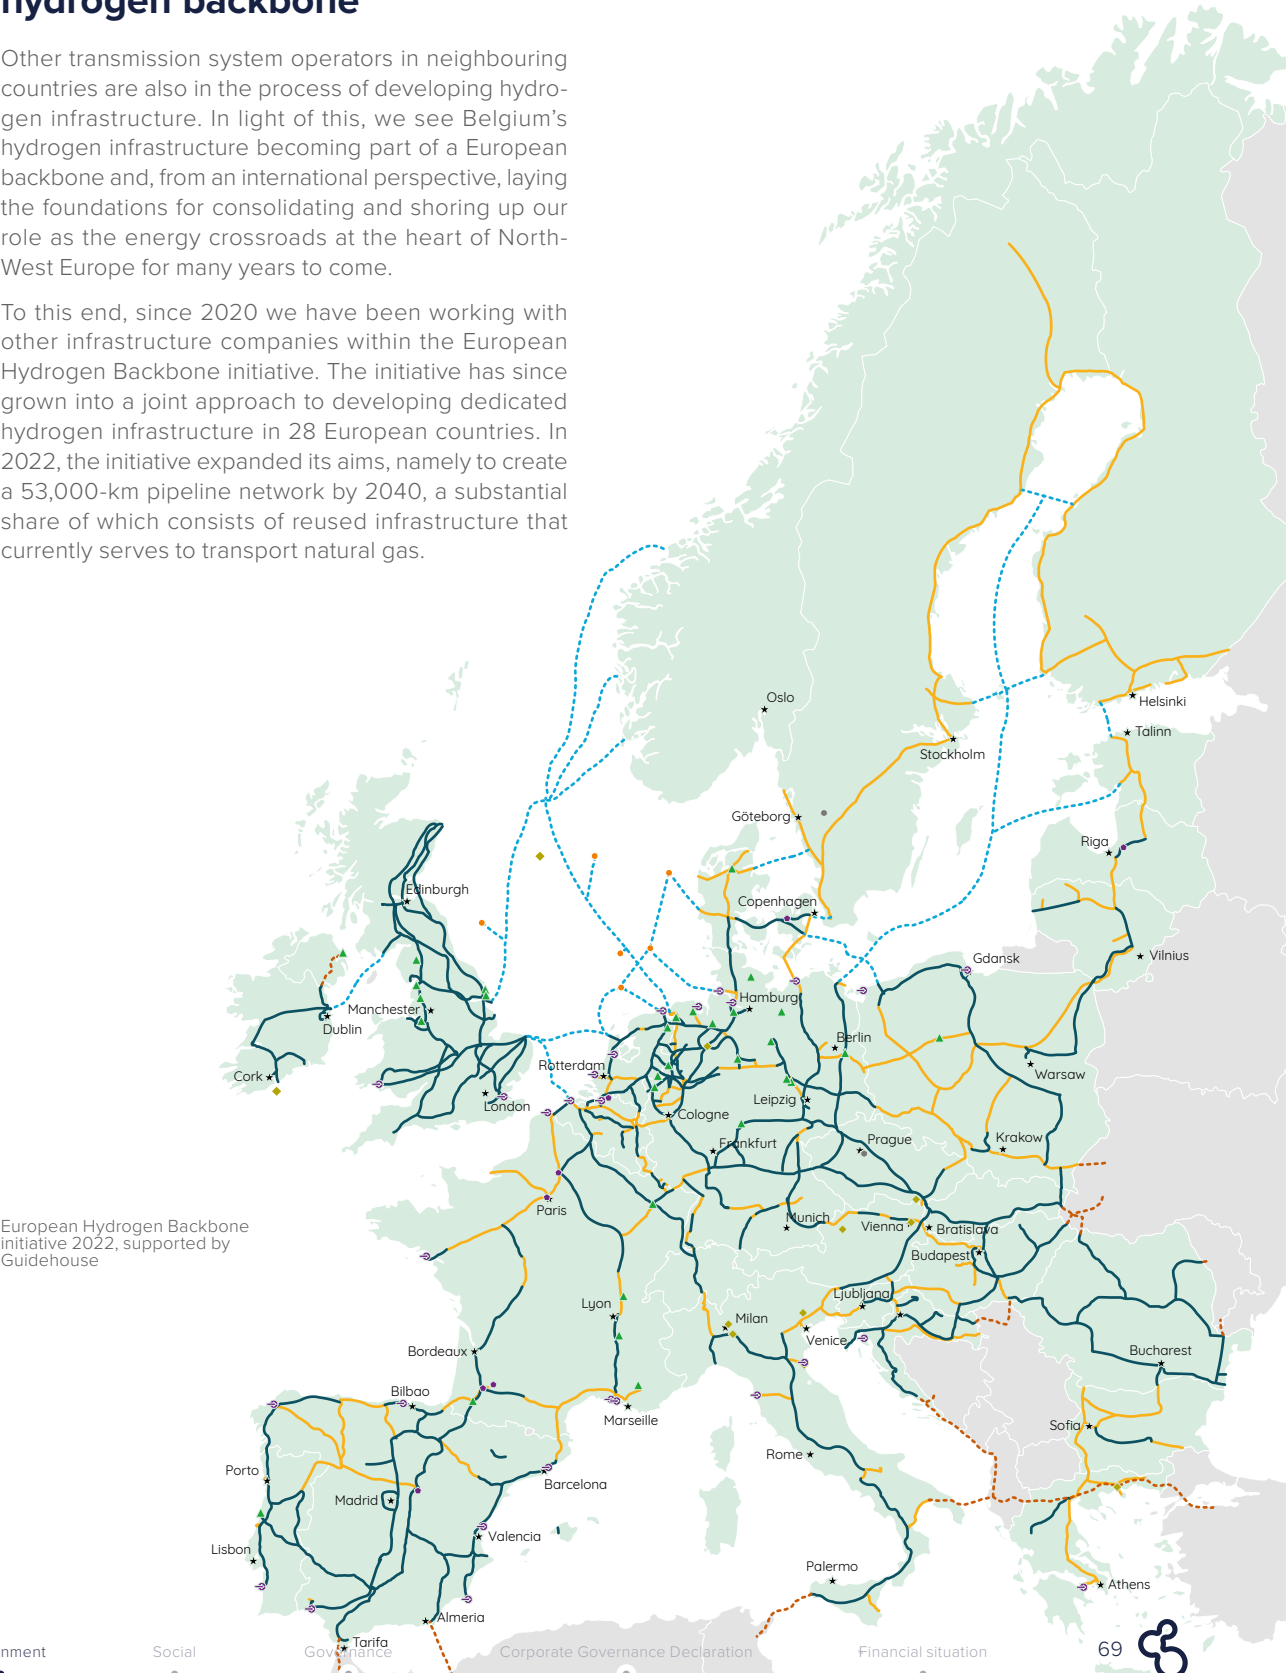 hydrogen backbone
Other transmission system operators in neighbouring
countries are also in the process of developing hydro-
gen infrastructure. In light of this, we see Belgium's
hydrogen infrastructure becoming part of a European
backbone and, from an international perspective, laying
the foundations for consolidating and shoring up our
role as the energy crossroads at the heart of North-
West Europe for many years to come.
To this end, since 2020 we have been working with
other infrastructure companies within the European
Hydrogen Backbone initiative. The initiative has since
grown into a joint approach to developing dedicated
hydrogen infrastructure in 28 European countries. In
2022, the initiative expanded its aims, namely to create
a 53,000-km pipeline network by 2040, a substantial
share of which consists of reused infrastructure that
currently serves to transport natural gas.
Oslo
Helsinki
Talinn
Stockholm
Göteborg
Riga
Edinburgh
Copenhagen
Vilnius
Gdansk
Hamburg
Manchester
Dublin
Berlin
Rotterdam
Cork
Warsaw
London
Leipzig
Cologne
Frankfurt
Prague
Krakow
Paris
Munich
Vienna
Bratislava
Budapest
European Hydrogen Backbone
initiative 2022, supported by
Guidehouse
Ljubljana
Lyon
Milan
Venice
Bordeaux
Bucharest
Bilbao
Marseille
Sofia
Rome
Porto
Barcelona
Madrid
Valencia
Lisbon
Palermo
Athens
Almeria
Tarifa
nment
Social
Governance
Corporate Governance Declaration
Financial situation
69